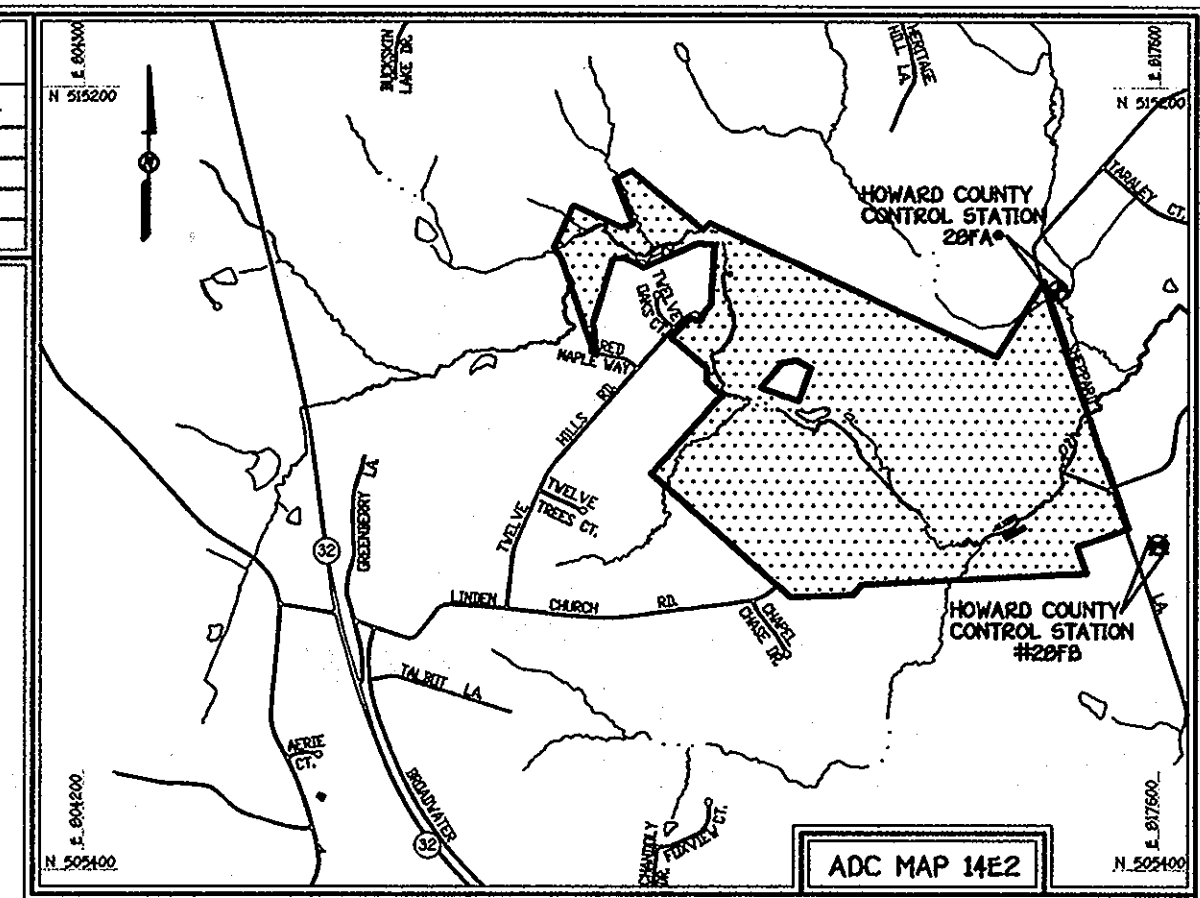 E 804300
N 515200
BUCKSKIN
LAKE DR.
HERITAGE
HILL LA.
E 817600
N 515200
TARALEY CT.
HOWARD COUNTY
CONTROL STATION
20FA
TWELVE
OAKS CT.
RED
MAPLE WAY
SHEPPARD
LA.
TWELVE
HILLS
RD.
TWELVE
TREES CT.
GREENBERRY LA.
32
LINDEN CHURCH RD.
CHAPEL
CHASE DR.
HOWARD COUNTY
CONTROL STATION
#20FB
TALBOT LA.
AERIE
CT.
BROADWATER
32
FOXVIEW CT.
E 804200
N 505400
ADC MAP 14E2
E 817600
N 505400